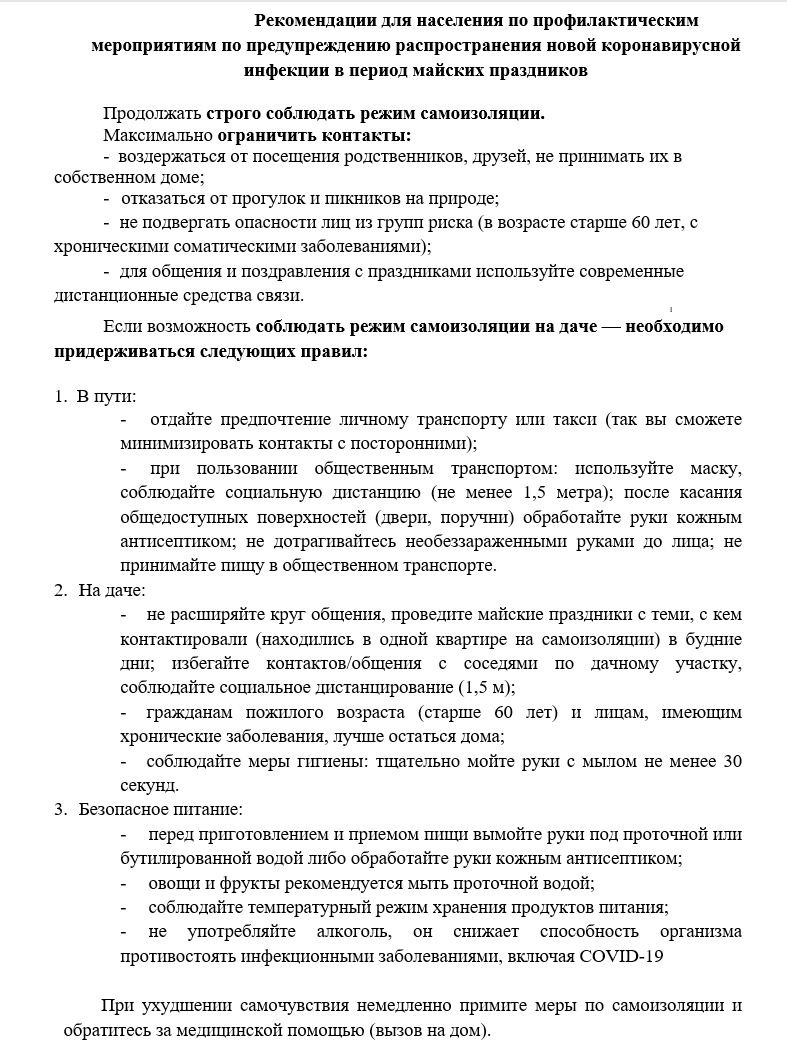 Рекомендации для населения по профилактическим
мероприятиям по предупреждению распространения новой коронавирусной
инфекции в период майских праздников
Продолжать строго соблюдать режим самоизоляции.
Максимально ограничить контакты:
- воздержаться от посещения родственников, друзей, не принимать их в
собственном доме;
- отказаться от прогулок и пикников на природе;
- не подвергать опасности лиц из групп риска (в возрасте старше 60 лет, с
хроническими соматическими заболеваниями);
- для общения и поздравления с праздниками используйте современные
дистанционные средства связи.
Если возможность соблюдать режим самоизоляции на даче — необходимо
придерживаться следующих правил:
1. В пути:
- отдайте предпочтение личному транспорту или такси (так вы сможете
минимизировать контакты с посторонними);
- при пользовании общественным транспортом: используйте маску,
соблюдайте социальную дистанцию (не менее 1,5 метра); после касания
общедоступных поверхностей (двери, поручни) обработайте руки кожным
антисептиком; не дотрагивайтесь необеззараженными руками до лица; не
принимайте пищу в общественном транспорте.
2. На даче:
- не расширяйте круг общения, проведите майские праздники с теми, с кем
контактировали (находились в одной квартире на самоизоляции) в будние
дни; избегайте контактов/общения с соседями по дачному участку,
соблюдайте социальное дистанцирование (1,5 м);
- гражданам пожилого возраста (старше 60 лет) и лицам, имеющим
хронические заболевания, лучше остаться дома;
- соблюдайте меры гигиены: тщательно мойте руки с мылом не менее 30
секунд.
3. Безопасное питание:
- перед приготовлением и приемом пищи вымойте руки под проточной или
бутилированной водой либо обработайте руки кожным антисептиком;
- овощи и фрукты рекомендуется мыть проточной водой;
- соблюдайте температурный режим хранения продуктов питания;
- не употребляйте алкоголь, он снижает способность организма
противостоять инфекционными заболеваниями, включая COVID-19
При ухудшении самочувствия немедленно примите меры по самоизоляции и
обратитесь за медицинской помощью (вызов на дом).